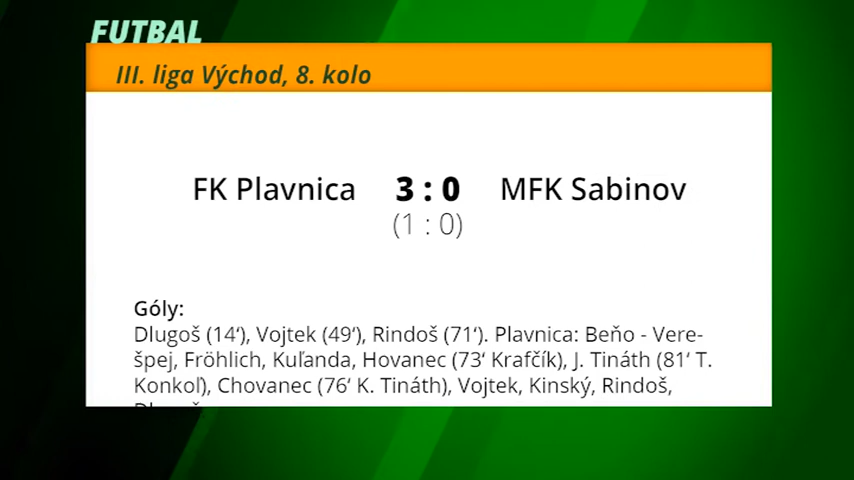 FUTBAL
III. liga Východ, 8. kolo
FK Plavnica 3 : 0 MFK Sabinov
(1 : 0)
Góly:
Dlugoš (14‘), Vojtek (49‘), Rindoš (71‘). Plavnica: Beňo - Vere-
špej, Fröhlich, Kuľanda, Hovanec (73‘ Krafčík), J. Tináth (81‘ T.
Konkoľ), Chovanec (76‘ K. Tináth), Vojtek, Kinský, Rindoš,